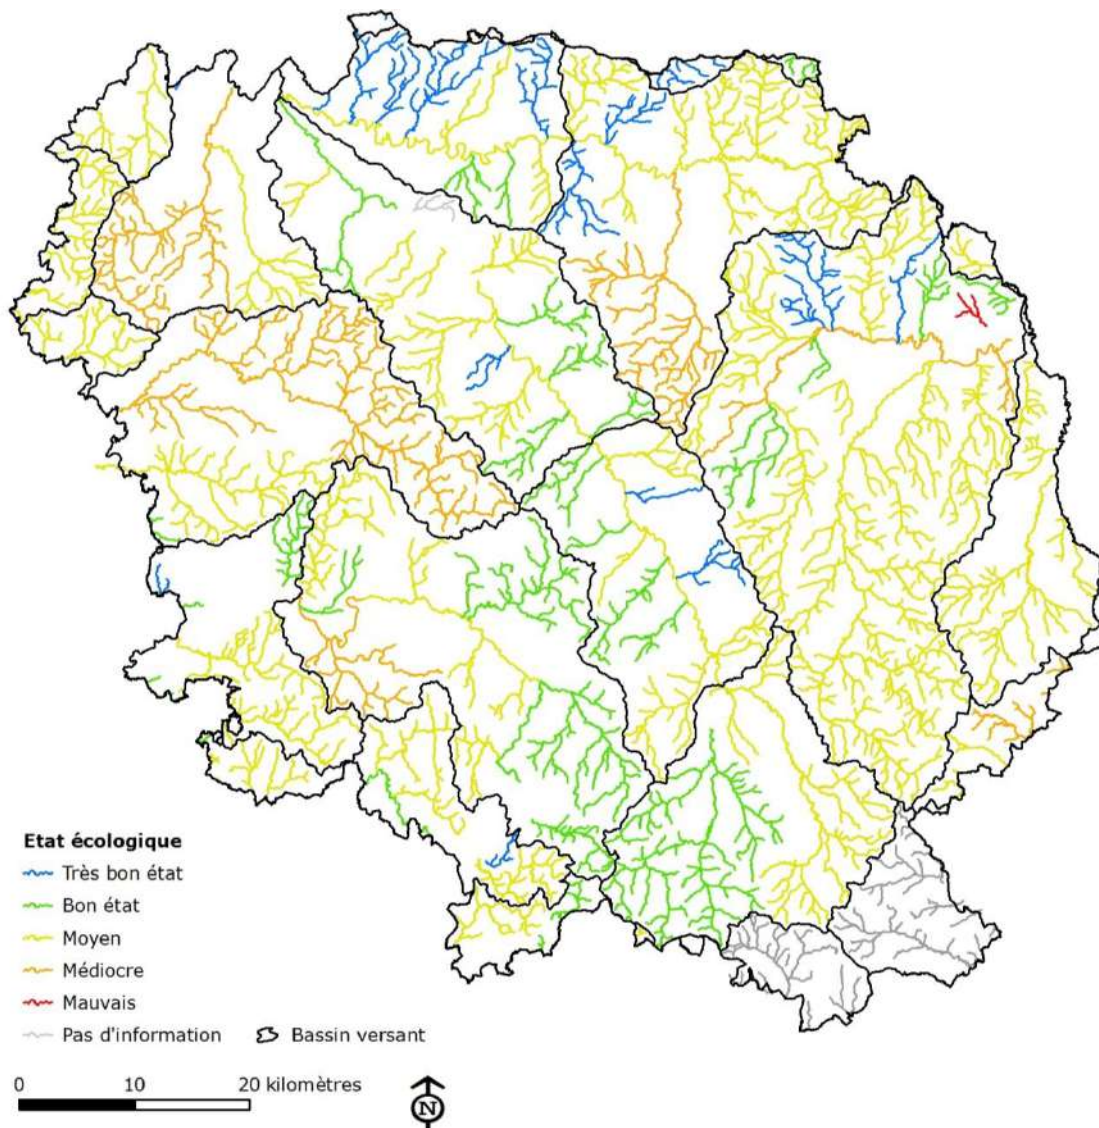 Etat écologique
Très bon état
Bon état
Moyen
Médiocre
Mauvais
Pas d'information
Bassin versant
0 10 20 kilomètres
N